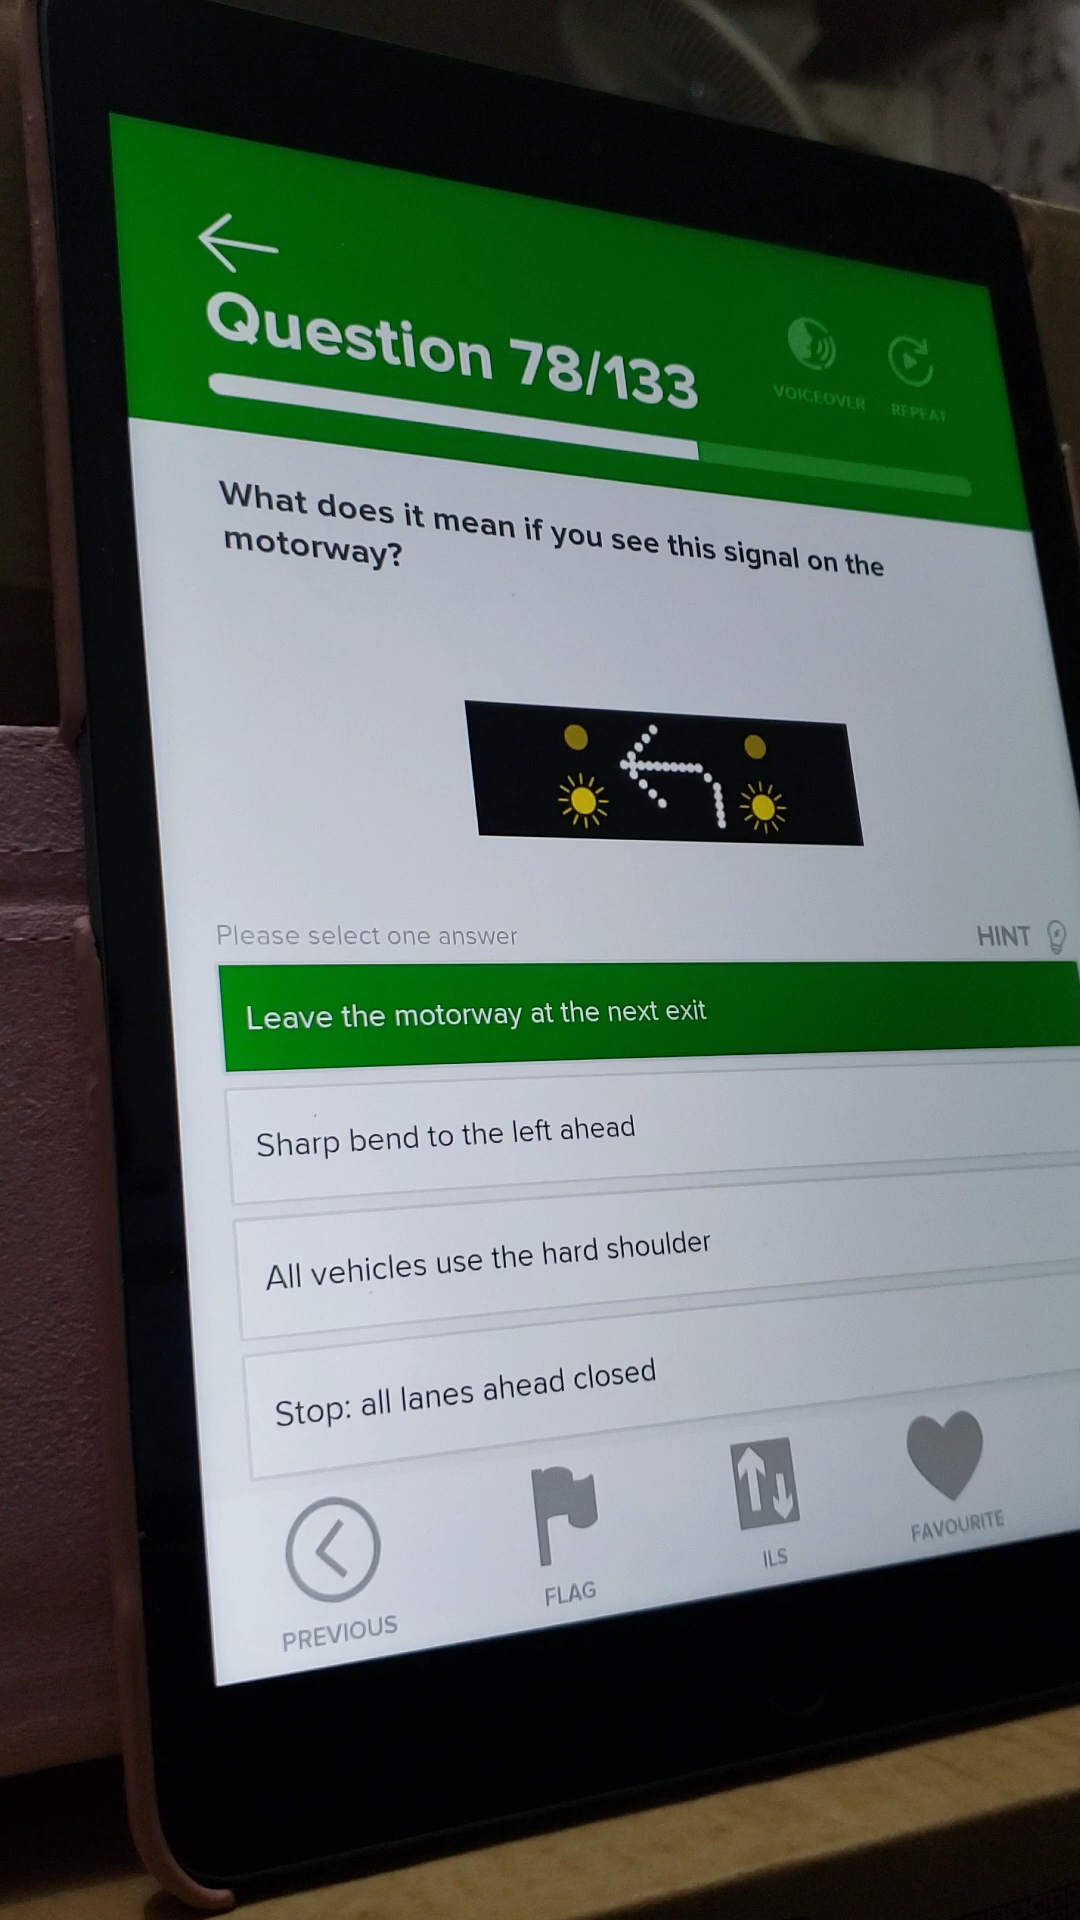 Question 78/133
VOICEOVER
REPEAT
What does it mean if you see this signal on the
motorway?
Please select one answer
HINT
Leave the motorway at the next exit
Sharp bend to the left ahead
All vehicles use the hard shoulder
Stop: all lanes ahead closed
PREVIOUS
FLAG
ILS
FAVOURITE